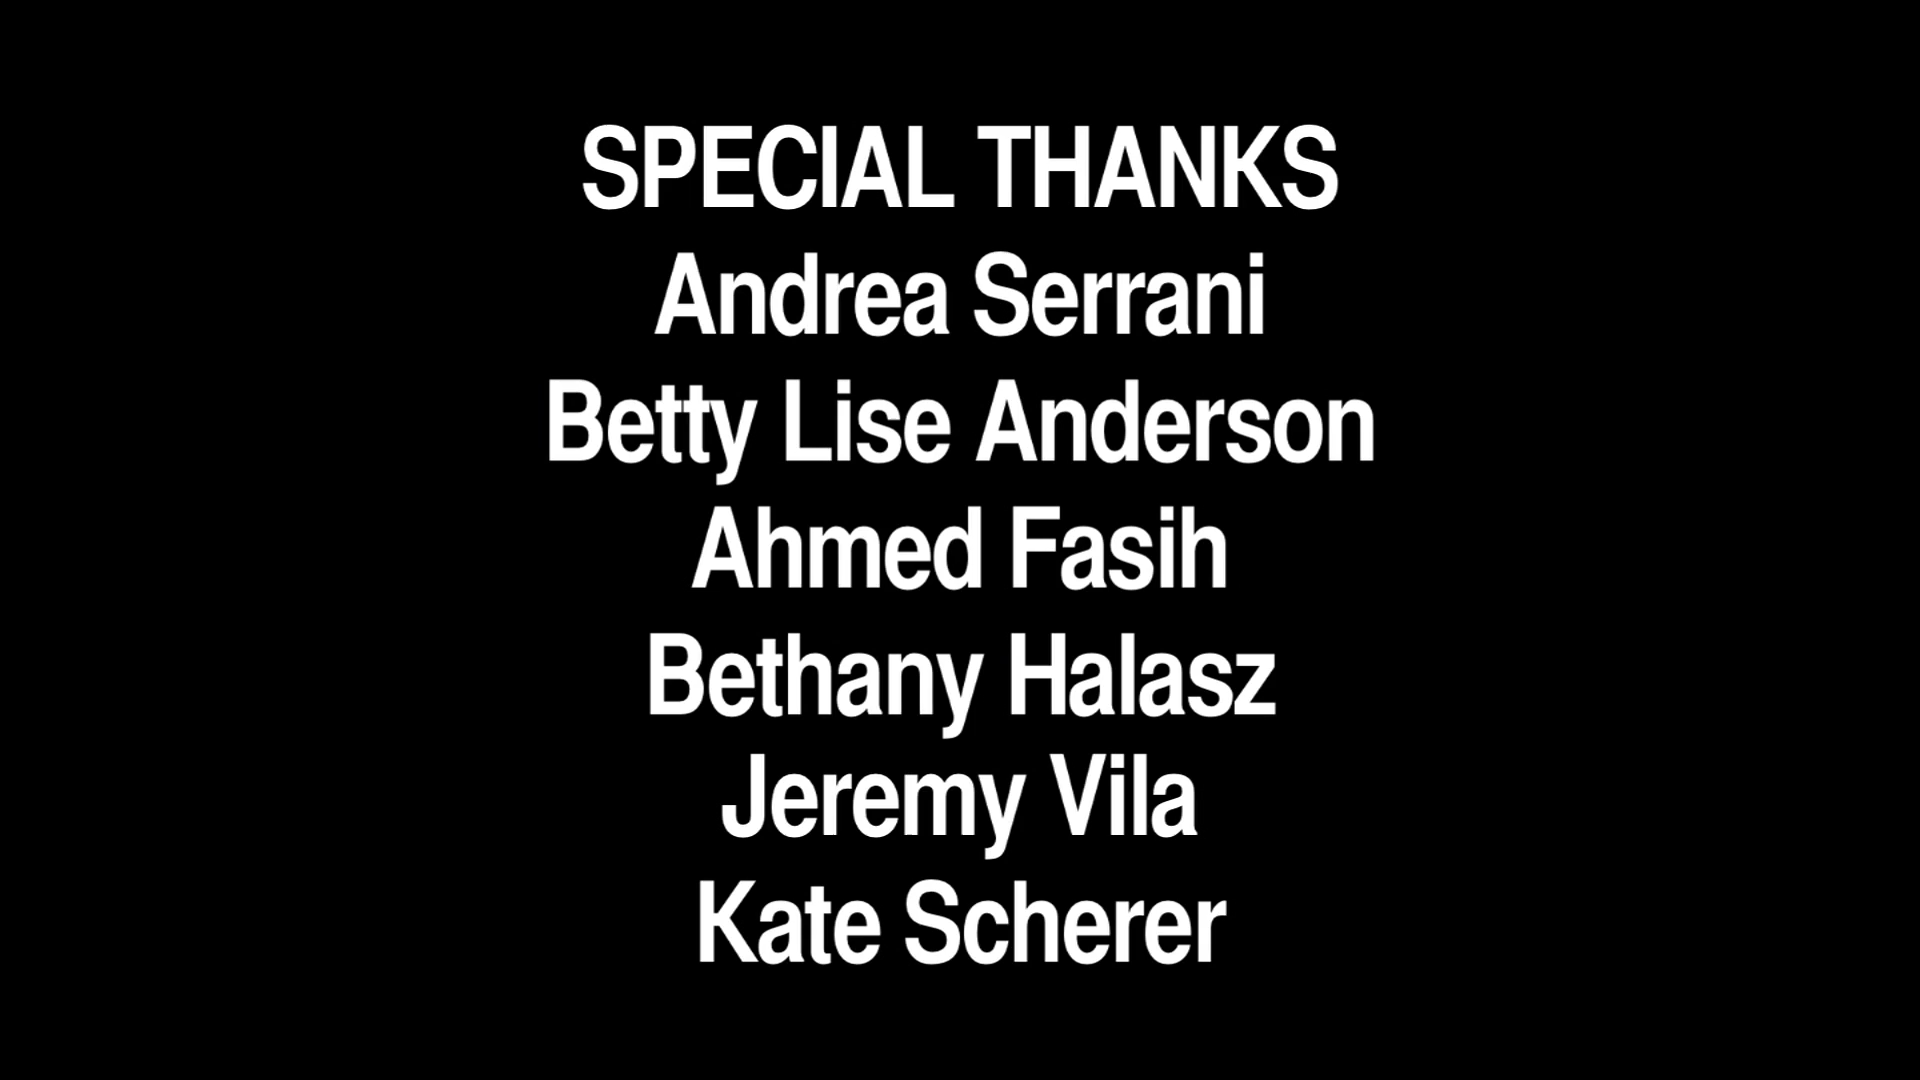 SPECIAL THANKS
Andrea Serrani
Betty Lise Anderson
Ahmed Fasih
Bethany Halasz
Jeremy Vila
Kate Scherer